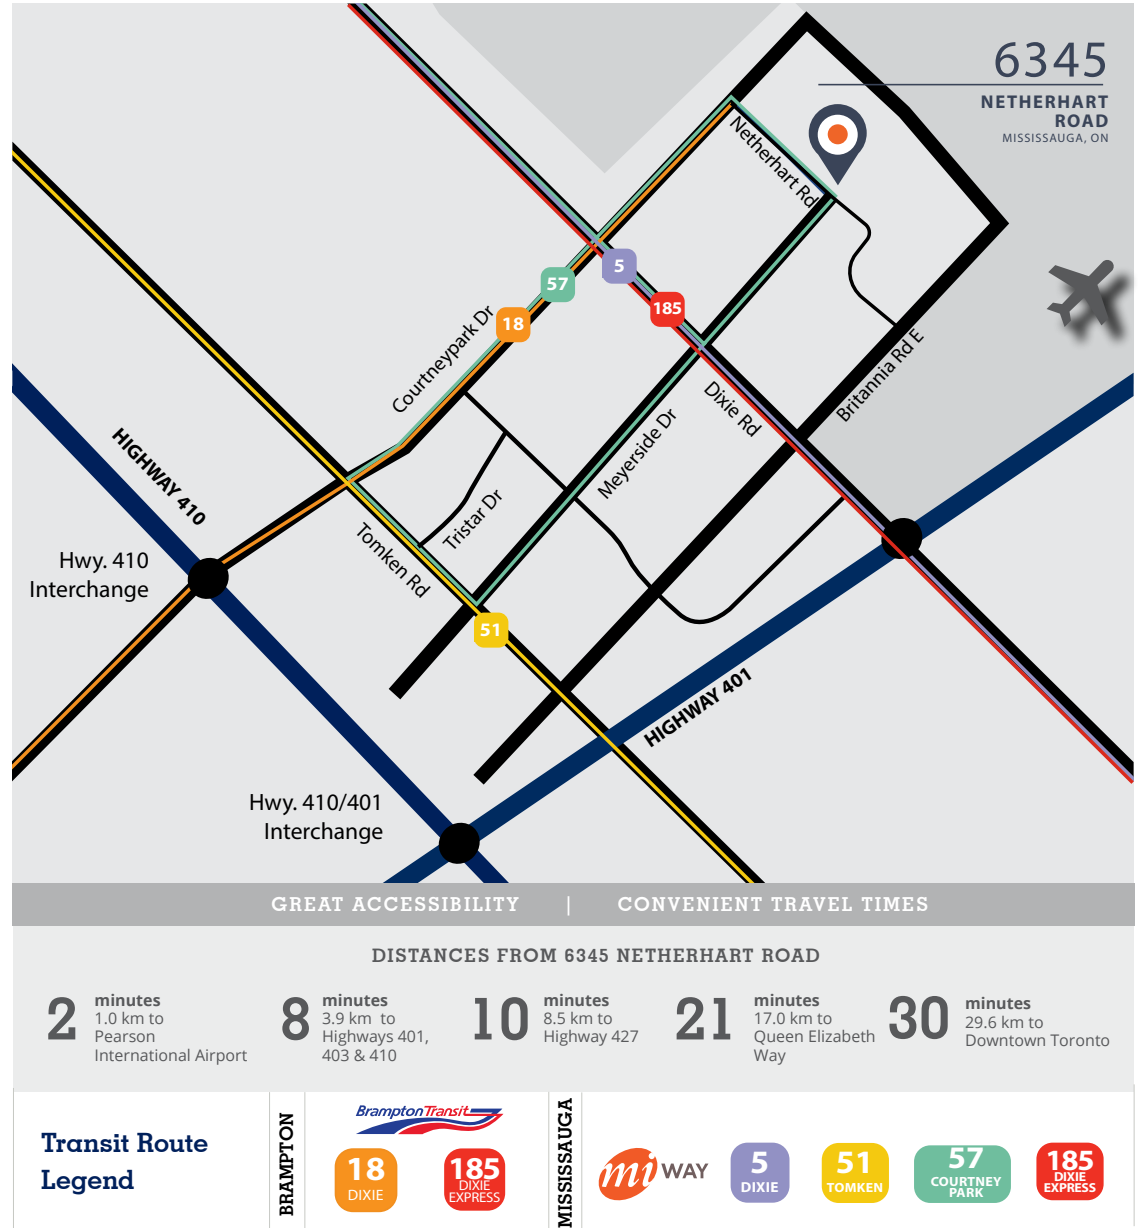 6345
NETHERHART
ROAD
MISSISSAUGA, ON
Netherhart Rd
5
57
185
18
Courtneypark Dr
Britannia Rd E
Dixie Rd
Meyerside Dr
HIGHWAY 410
Tristar Dr
Tomken Rd
Hwy. 410
Interchange
51
HIGHWAY 401
Hwy. 410/401
Interchange
GREAT ACCESSIBILITY | CONVENIENT TRAVEL TIMES
DISTANCES FROM 6345 NETHERHART ROAD
2
minutes
1.0 km to
Pearson
International Airport
8
minutes
3.9 km to
Highways 401,
403 & 410
10
minutes
8.5 km to
Highway 427
21
minutes
17.0 km to
Queen Elizabeth
Way
30
minutes
29.6 km to
Downtown Toronto
Transit Route
Legend
BRAMPTON
Brampton Transit
18
DIXIE
185
DIXIE
EXPRESS
MISSISSAUGA
mi WAY
5
DIXIE
51
TOMKEN
57
COURTNEY
PARK
185
DIXIE
EXPRESS